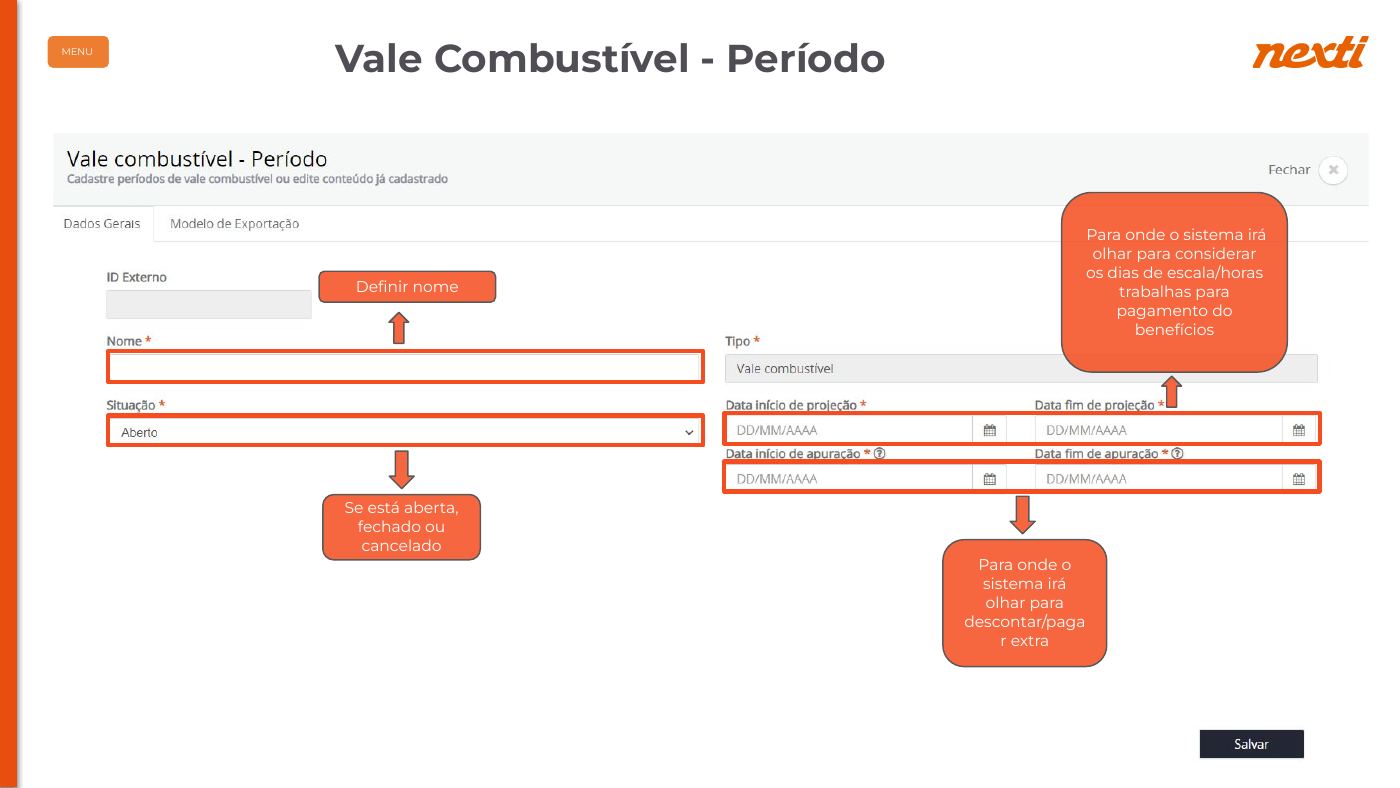 MENU
Vale Combustível - Período
nexti
Vale combustível - Período
Cadastre períodos de vale combustível ou edite conteúdo já cadastrado
Fechar
Dados Gerais
Modelo de Exportação
Para onde o sistema irá
olhar para considerar
os dias de escala/horas
trabalhas para
pagamento do
benefícios
ID Externo
Definir nome
Nome *
Tipo *
Vale combustível
Situação *
Aberto
Data início de projeção *
Data fim de projeção *
DD/MM/AAAA
DD/MM/AAAA
Data início de apuração *
Data fim de apuração *
DD/MM/AAAA
DD/MM/AAAA
Se está aberta,
fechado ou
cancelado
Para onde o
sistema irá
olhar para
descontar/paga
r extra
Salvar